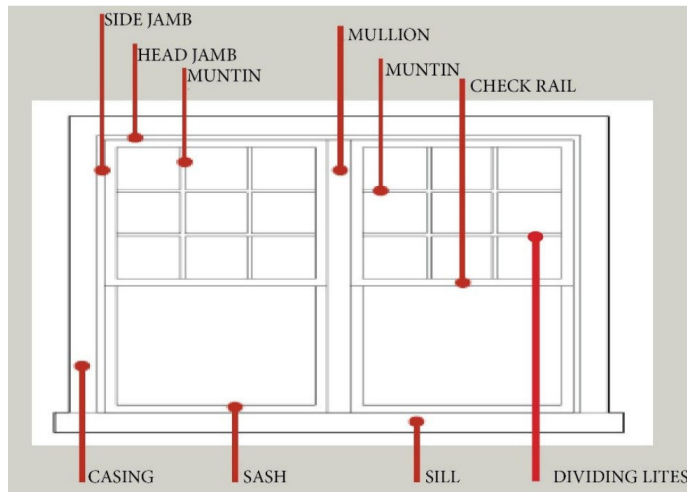 SIDE JAMB
HEAD JAMB
MUNTIN
MULLION
MUNTIN
CHECK RAIL
CASING
SASH
SILL
DIVIDING LITES